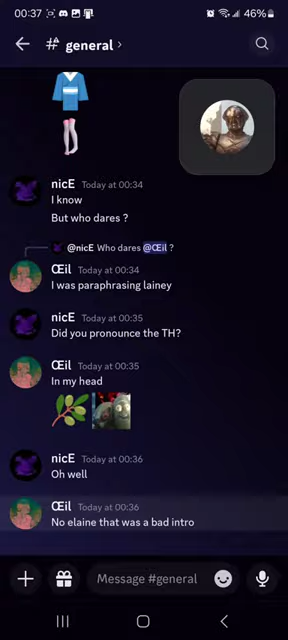 00:37
46%
# general
nicE Today at 00:34
I know
But who dares ?
@nicE Who dares @Œil ?
Œil Today at 00:34
I was paraphrasing lainey
nicE Today at 00:35
Did you pronounce the TH?
Œil Today at 00:35
In my head
nicE Today at 00:36
Oh well
Œil Today at 00:36
No elaine that was a bad intro
Message #general